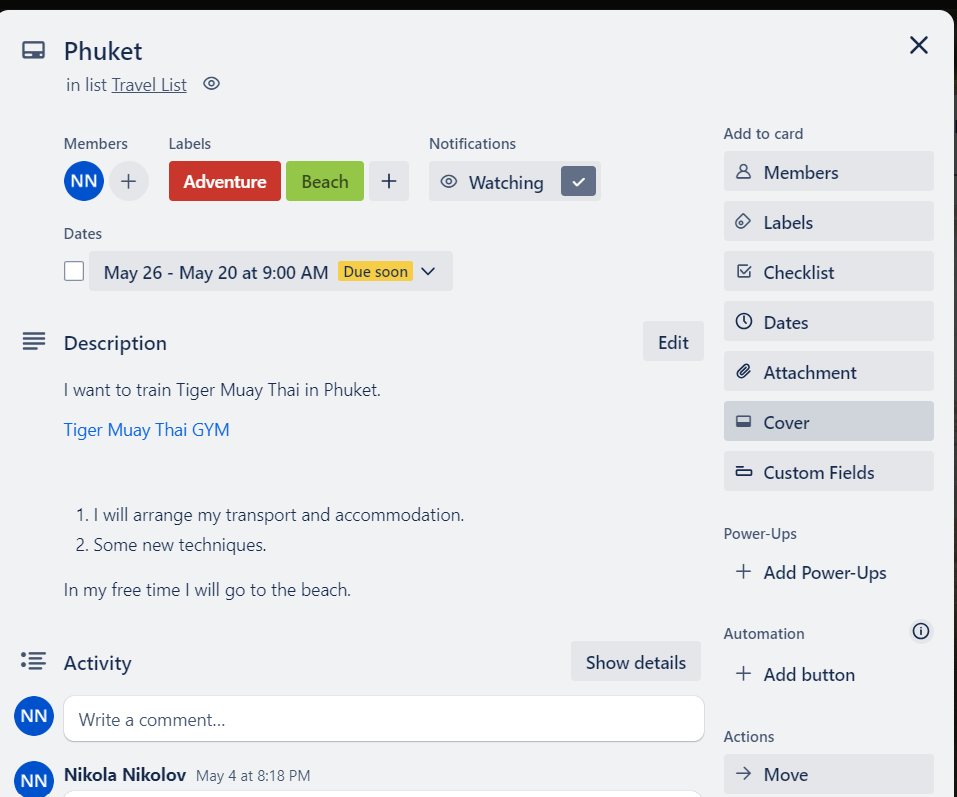 Phuket
in list Travel List
Members
NN
Labels
Adventure
Beach
Notifications
Watching
Dates
May 26 - May 20 at 9:00 AM Due soon
Description
Edit
I want to train Tiger Muay Thai in Phuket.
Tiger Muay Thai GYM
1. I will arrange my transport and accommodation.
2. Some new techniques.
In my free time I will go to the beach.
Activity
Show details
NN
Write a comment...
NN
Nikola Nikolov May 4 at 8:18 PM
Add to card
Members
Labels
Checklist
Dates
Attachment
Cover
Custom Fields
Power-Ups
+ Add Power-Ups
Automation
+ Add button
Actions
Move